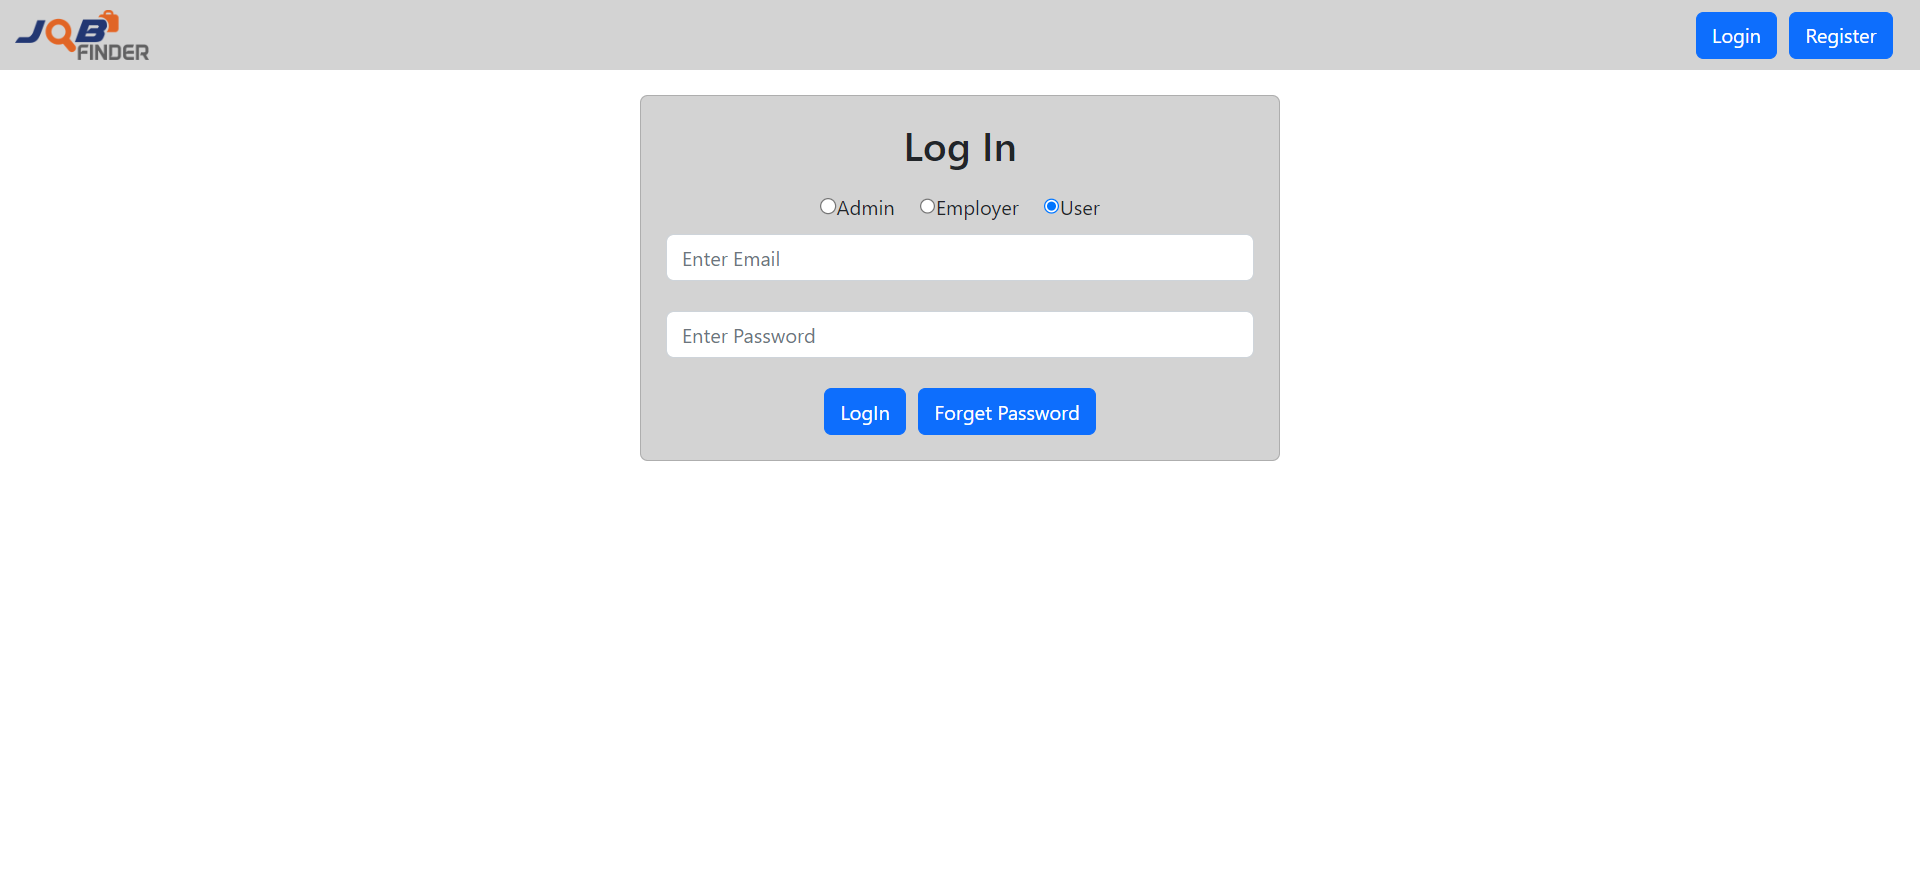 JOB
FINDER
Login Register
Log In
Admin Employer User
Enter Email
Enter Password
LogIn Forget Password